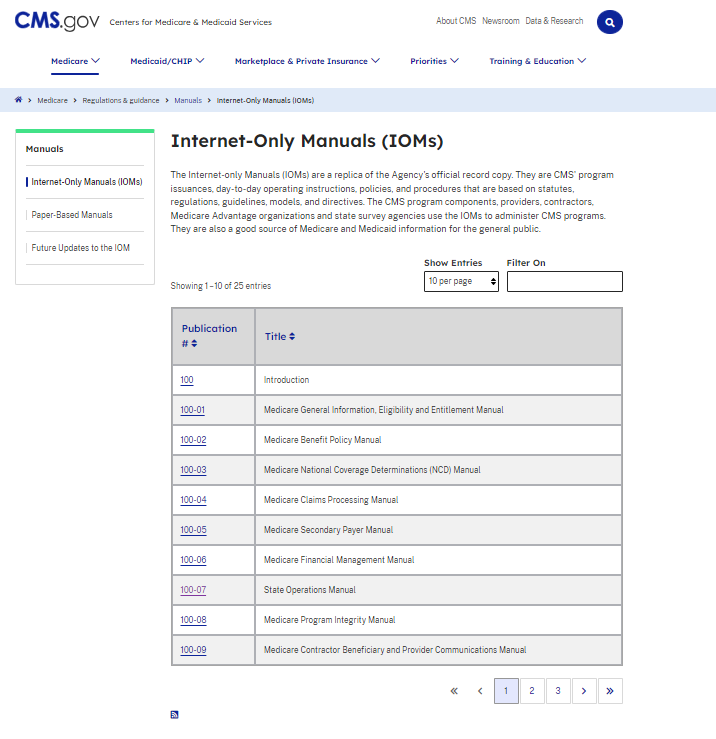 CMS.gov Centers for Medicare & Medicaid Services
About CMS Newsroom Data & Research
Medicare Medicaid/CHIP Marketplace & Private Insurance Priorities Training & Education
Medicare > Regulations & guidance > Manuals > Internet-Only Manuals (IOMs)
Manuals
Internet-Only Manuals (IOMs)
Paper-Based Manuals
Future Updates to the IOM
Internet-Only Manuals (IOMs)
The Internet-only Manuals (IOMs) are a replica of the Agency's official record copy. They are CMS' program
issuances, day-to-day operating instructions, policies, and procedures that are based on statutes,
regulations, guidelines, models, and directives. The CMS program components, providers, contractors,
Medicare Advantage organizations and state survey agencies use the IOMs to administer CMS programs.
They are also a good source of Medicare and Medicaid information for the general public.
Show Entries Filter On
Showing 1–10 of 25 entries 10 per page
Publication # Title
100 Introduction
100-01 Medicare General Information, Eligibility and Entitlement Manual
100-02 Medicare Benefit Policy Manual
100-03 Medicare National Coverage Determinations (NCD) Manual
100-04 Medicare Claims Processing Manual
100-05 Medicare Secondary Payer Manual
100-06 Medicare Financial Management Manual
100-07 State Operations Manual
100-08 Medicare Program Integrity Manual
100-09 Medicare Contractor Beneficiary and Provider Communications Manual
« ‹ 1 2 3 › »